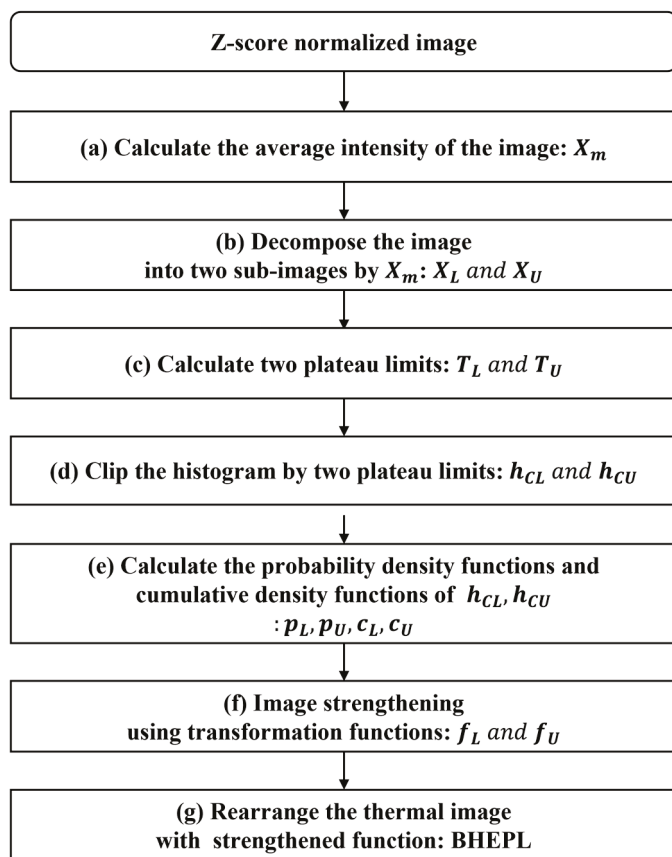 Z-score normalized image
(a) Calculate the average intensity of the image: X_m
(b) Decompose the image
into two sub-images by X_m: X_L and X_U
(c) Calculate two plateau limits: T_L and T_U
(d) Clip the histogram by two plateau limits: h_CL and h_CU
(e) Calculate the probability density functions and
cumulative density functions of h_CL, h_CU
: p_L, p_U, c_L, c_U
(f) Image strengthening
using transformation functions: f_L and f_U
(g) Rearrange the thermal image
with strengthened function: BHEPL